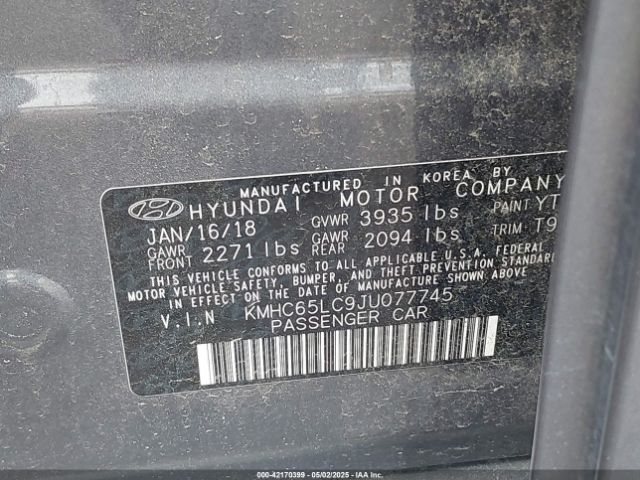 MANUFACTURED IN KOREA BY
HYUNDAI MOTOR COMPANY
JAN/16/18 GVWR 3935 lbs PAINT YT
GAWR FRONT 2271 lbs GAWR REAR 2094 lbs TRIM T9
THIS VEHICLE CONFORMS TO ALL APPLICABLE U.S.A. FEDERAL
MOTOR VEHICLE SAFETY, BUMPER, AND THEFT PREVENTION STANDARD
IN EFFECT ON THE DATE OF MANUFACTURE SHOWN ABOVE
V.I.N KMHC65LC9JU077745
PASSENGER CAR
000-42170399 - 05/02/2025 - IAAI.COM